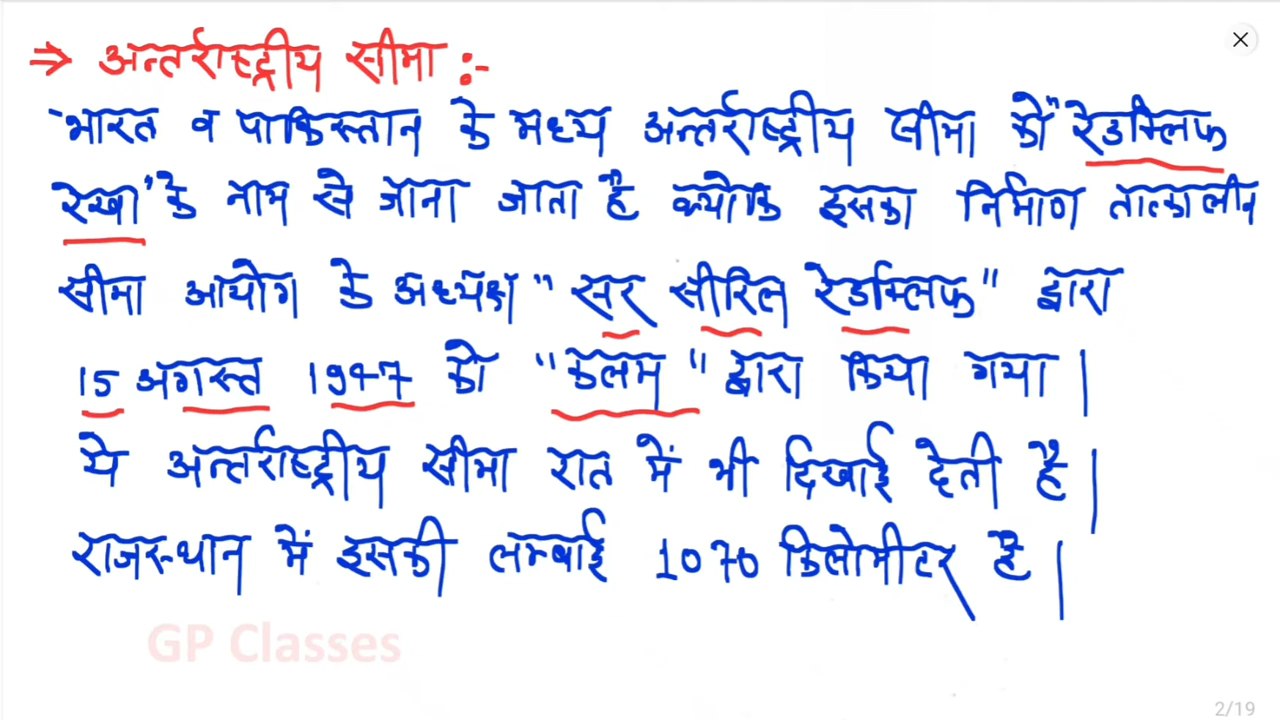 ⇒ अन्तर्राष्ट्रीय सीमा :-
भारत व पाकिस्तान के मध्य अन्तर्राष्ट्रीय सीमा को "रेडक्लिफ
रेखा" के नाम से जाना जाता है क्योकि इसका निर्माण तात्कालीन
सीमा आयोग के अध्यक्ष "सर सीरिल रेडक्लिफ" द्वारा
15 अगस्त 1947 को "कलम" द्वारा किया गया |
ये अन्तर्राष्ट्रीय सीमा रात में भी दिखाई देती है |
राजस्थान में इसकी लम्बाई 1070 किलोमीटर है |
GP Classes
2/19